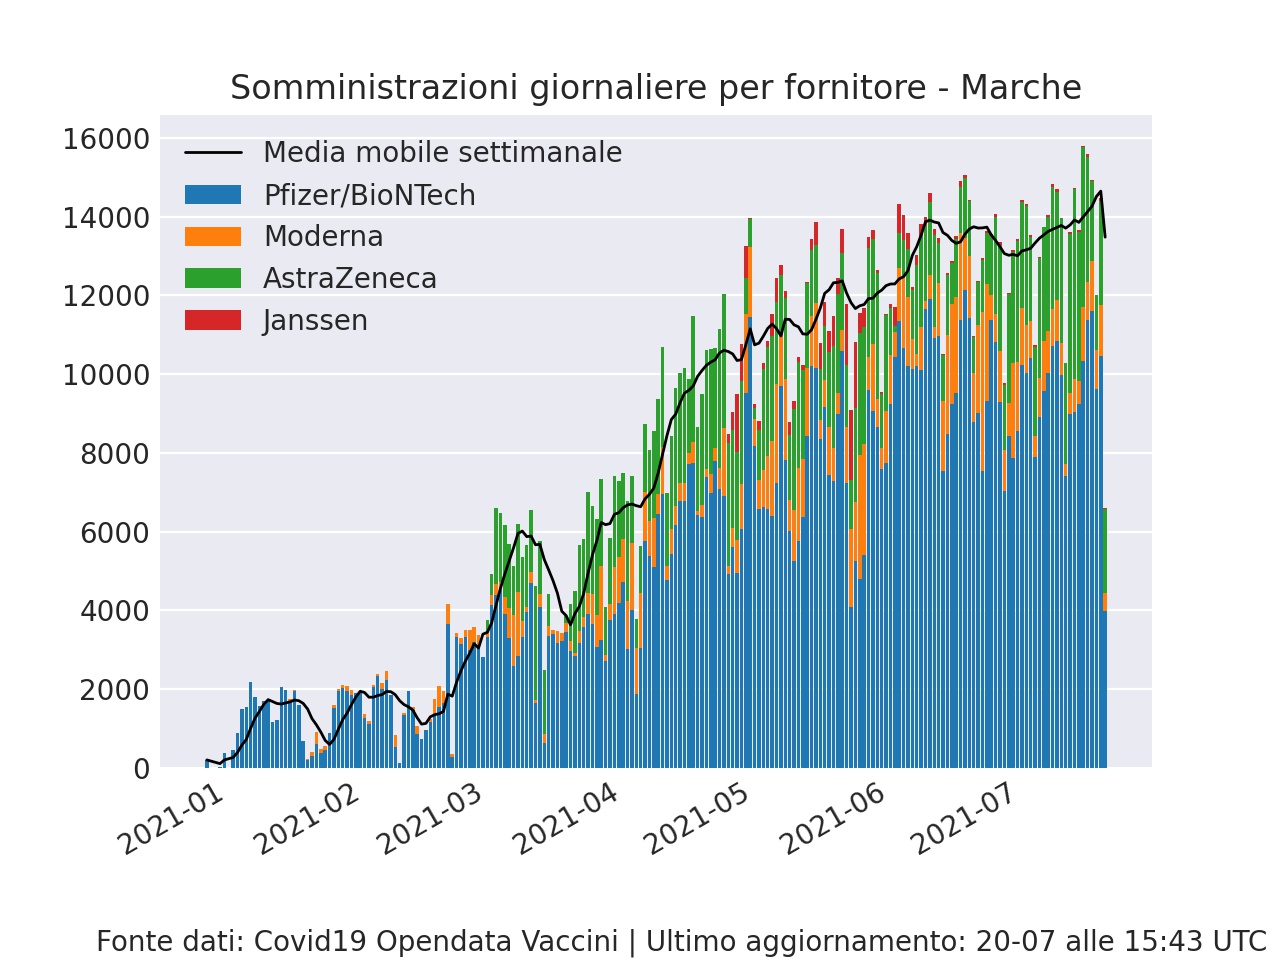 Somministrazioni giornaliere per fornitore - Marche
16000
14000
12000
10000
8000
6000
4000
2000
0
Media mobile settimanale
Pfizer/BioNTech
Moderna
AstraZeneca
Janssen
2021-01
2021-02
2021-03
2021-04
2021-05
2021-06
2021-07
Fonte dati: Covid19 Opendata Vaccini | Ultimo aggiornamento: 20-07 alle 15:43 UTC